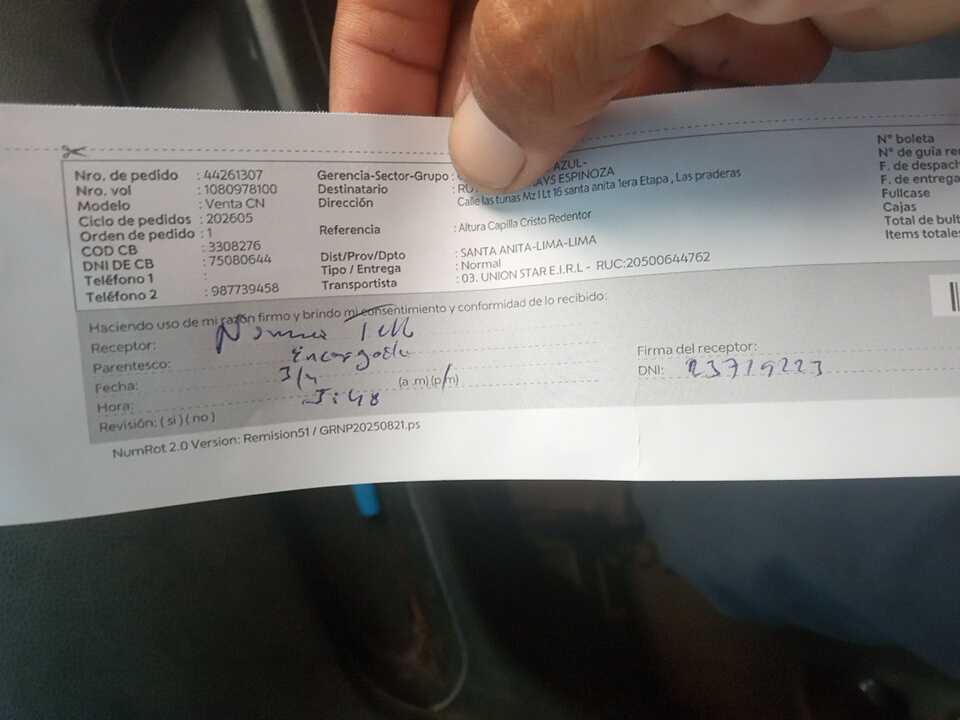 Nro. de pedido : 44261307
Nro. vol : 1080978100
Modelo : Venta CN
Ciclo de pedidos : 202605
Orden de pedido : 1
COD CB : 3308276
DNI DE CB : 75080644
Teléfono 1 :
Teléfono 2 : 987739458
Gerencia-Sector-Grupo : AZUL-
Destinatario : ESPINOZA
Dirección : Calle las tunas Mz I Lt 16 santa anita 1era Etapa , Las praderas
Referencia : Altura Capilla Cristo Redentor
Dist/Prov/Dpto : SANTA ANITA-LIMA-LIMA
Tipo / Entrega : Normal
Transportista : 03. UNION STAR E.I.R.L - RUC:20500644762
N° boleta
N° de guía
F. de
F. de entrega
Fullcase
Cajas
Total de
Items
Haciendo uso de mi razón firmo y brindo mi consentimiento y conformidad de lo recibido:
Receptor:
Parentesco: Encargada
Fecha: 3/4
Hora: (a .m) (p/m)
Revisión: ( si ) ( no )
Firma del receptor:
DNI: 23719223
NumRot 2.0 Version: Remision51 / GRNP20250821.ps